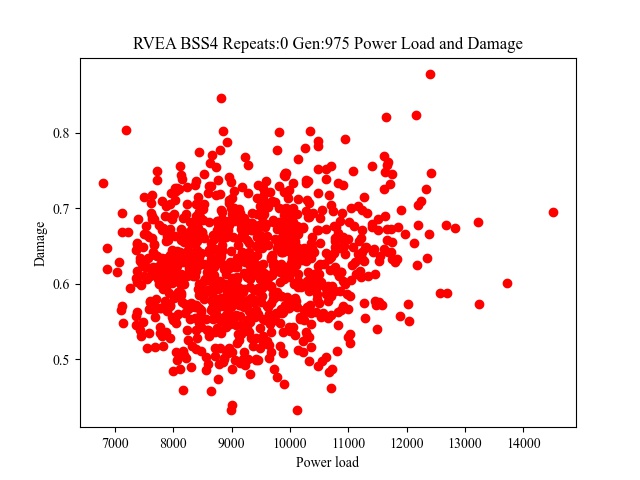 RVEA BSS4 Repeats:0 Gen:975 Power Load and Damage
0.8
0.7
0.6
0.5
Damage
7000 8000 9000 10000 11000 12000 13000 14000
Power load